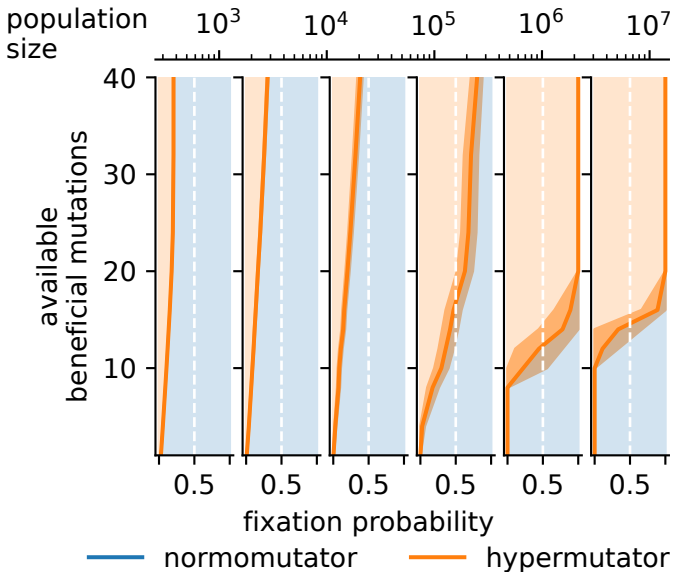 population size
10^3 10^4 10^5 10^6 10^7
available beneficial mutations
40
30
20
10
0.5 0.5 0.5 0.5 0.5 0.5
fixation probability
normomutator hypermutator